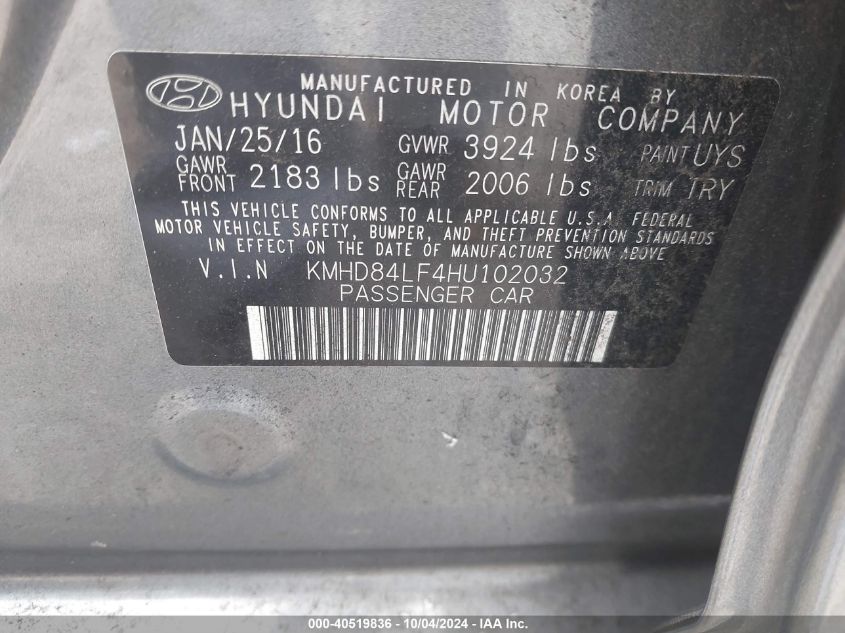 MANUFACTURED IN KOREA BY
HYUNDAI MOTOR COMPANY
JAN/25/16 GVWR 3924 lbs PAINT UYS
GAWR FRONT 2183 lbs GAWR REAR 2006 lbs TRIM TRY
THIS VEHICLE CONFORMS TO ALL APPLICABLE U.S.A. FEDERAL
MOTOR VEHICLE SAFETY, BUMPER, AND THEFT PREVENTION STANDARDS
IN EFFECT ON THE DATE OF MANUFACTURE SHOWN ABOVE
V.I.N KMHD84LF4HU102032
PASSENGER CAR
000-40519836 - 10/04/2024 - IAA Inc.